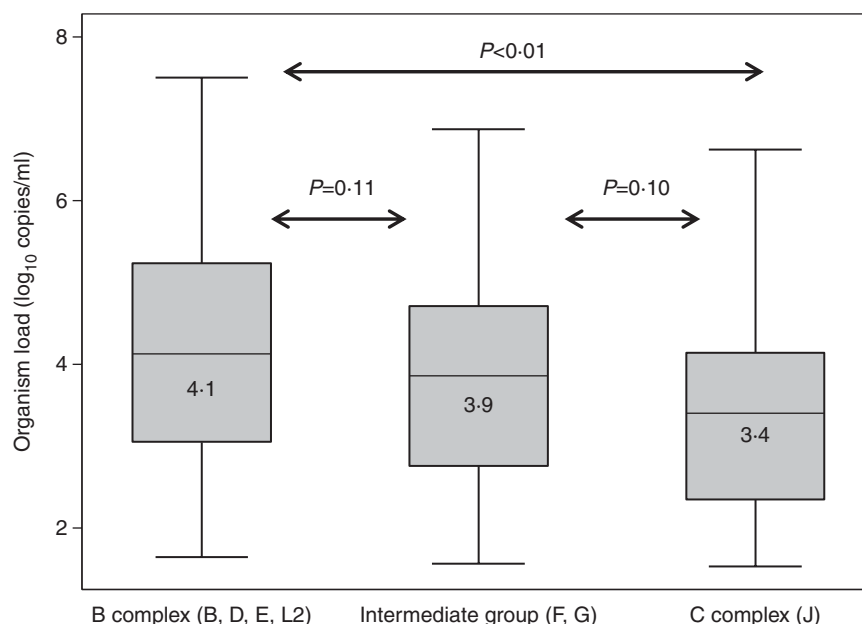 8
P<0·01
6
P=0·11
P=0·10
Organism load (log10 copies/ml)
4
4·1
3·9
3·4
2
B complex (B, D, E, L2)
Intermediate group (F, G)
C complex (J)